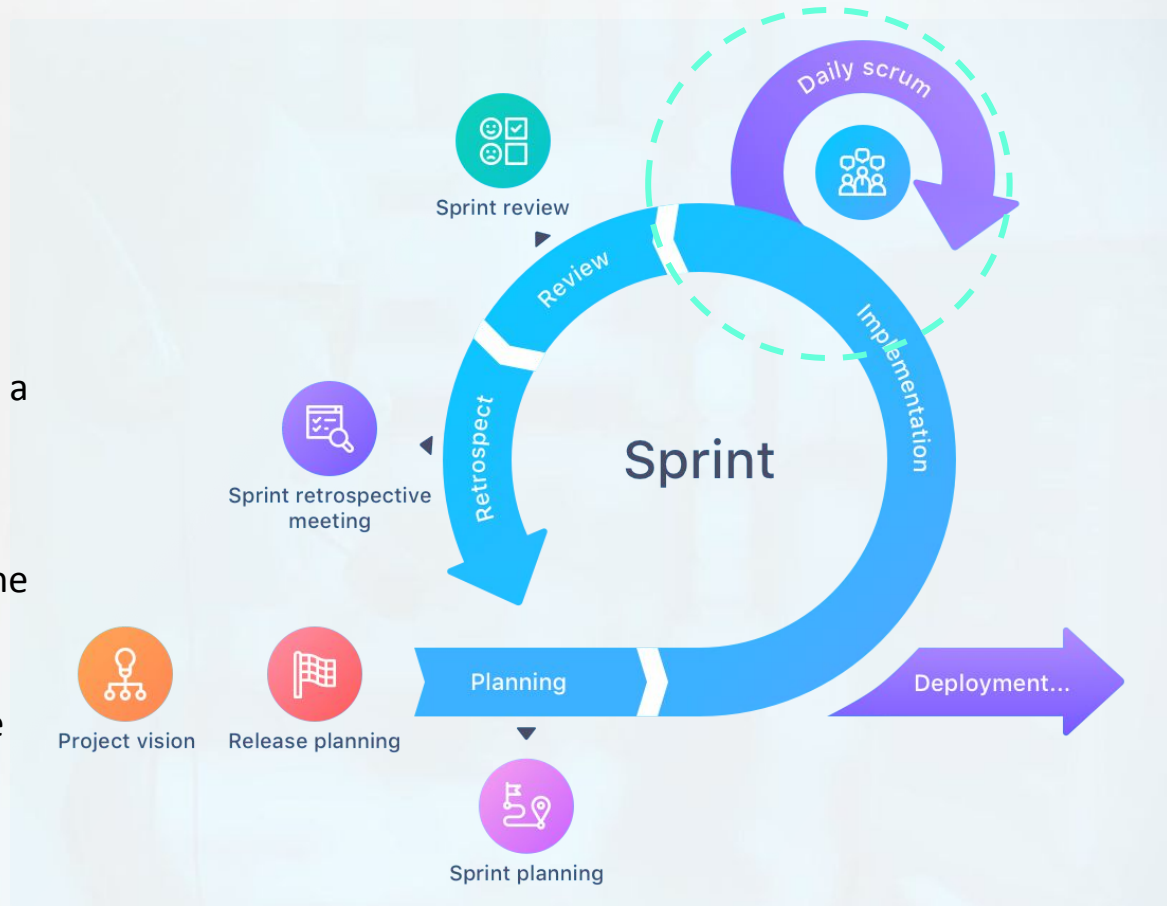 Daily scrum
Sprint review
Review
Implementation
a
Retrospect
Sprint
Sprint retrospective
meeting
Planning
Deployment...
Project vision
Release planning
Sprint planning